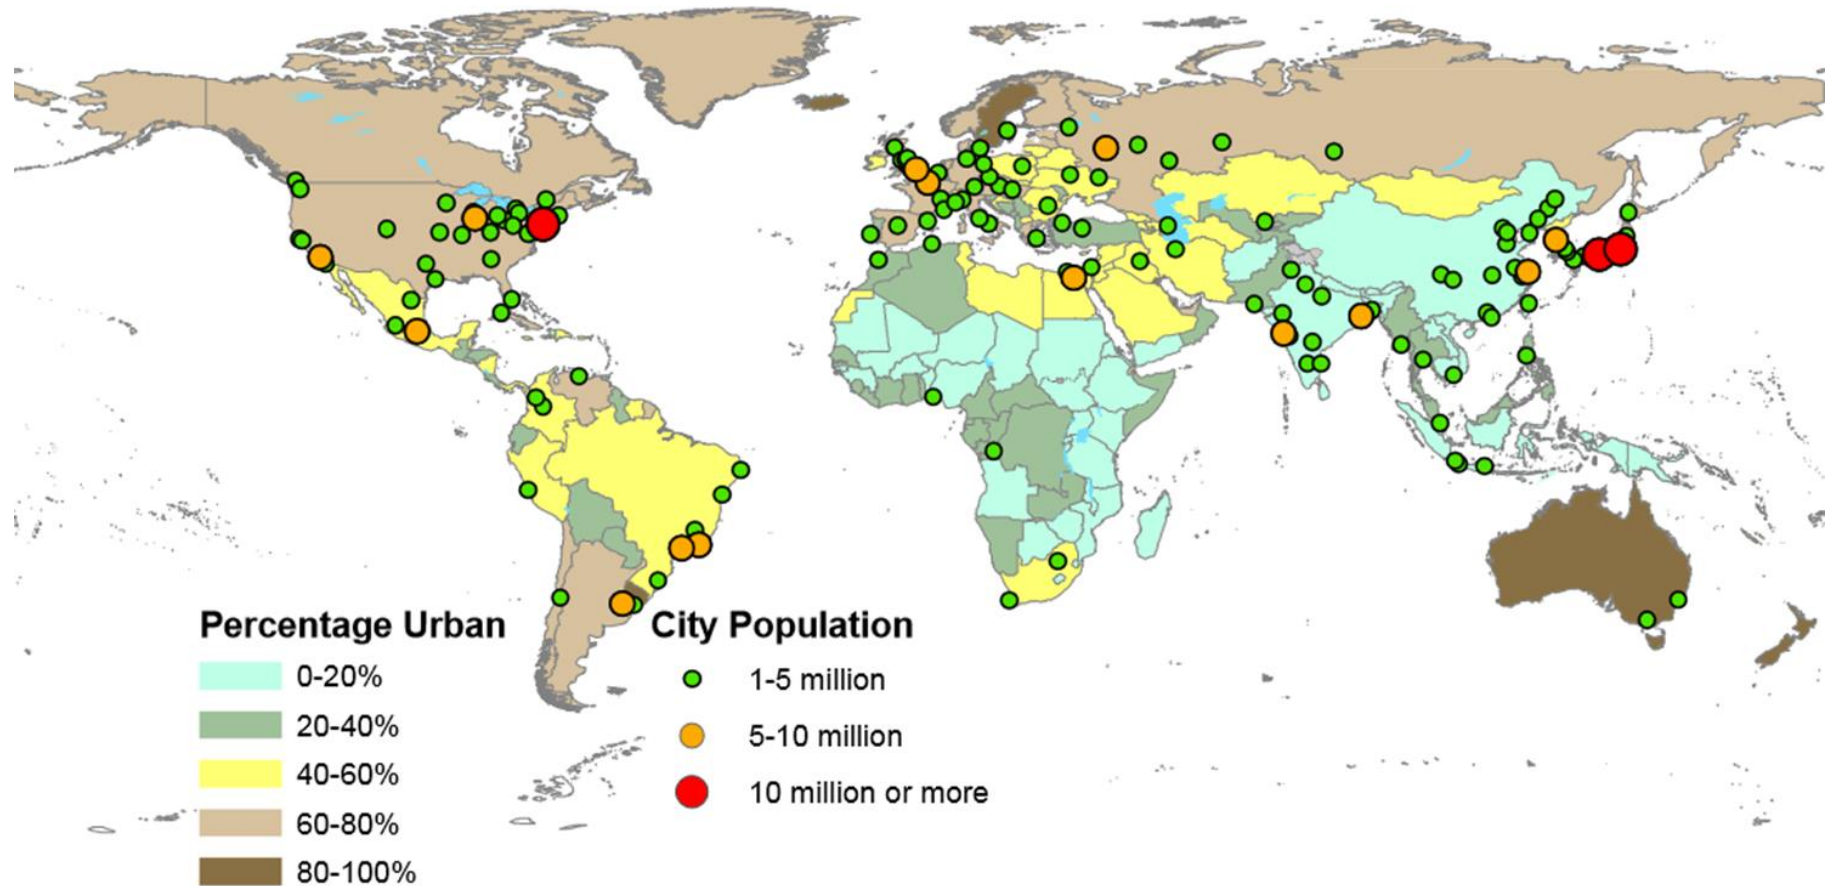 Percentage Urban
0-20%
20-40%
40-60%
60-80%
80-100%
City Population
1-5 million
5-10 million
10 million or more